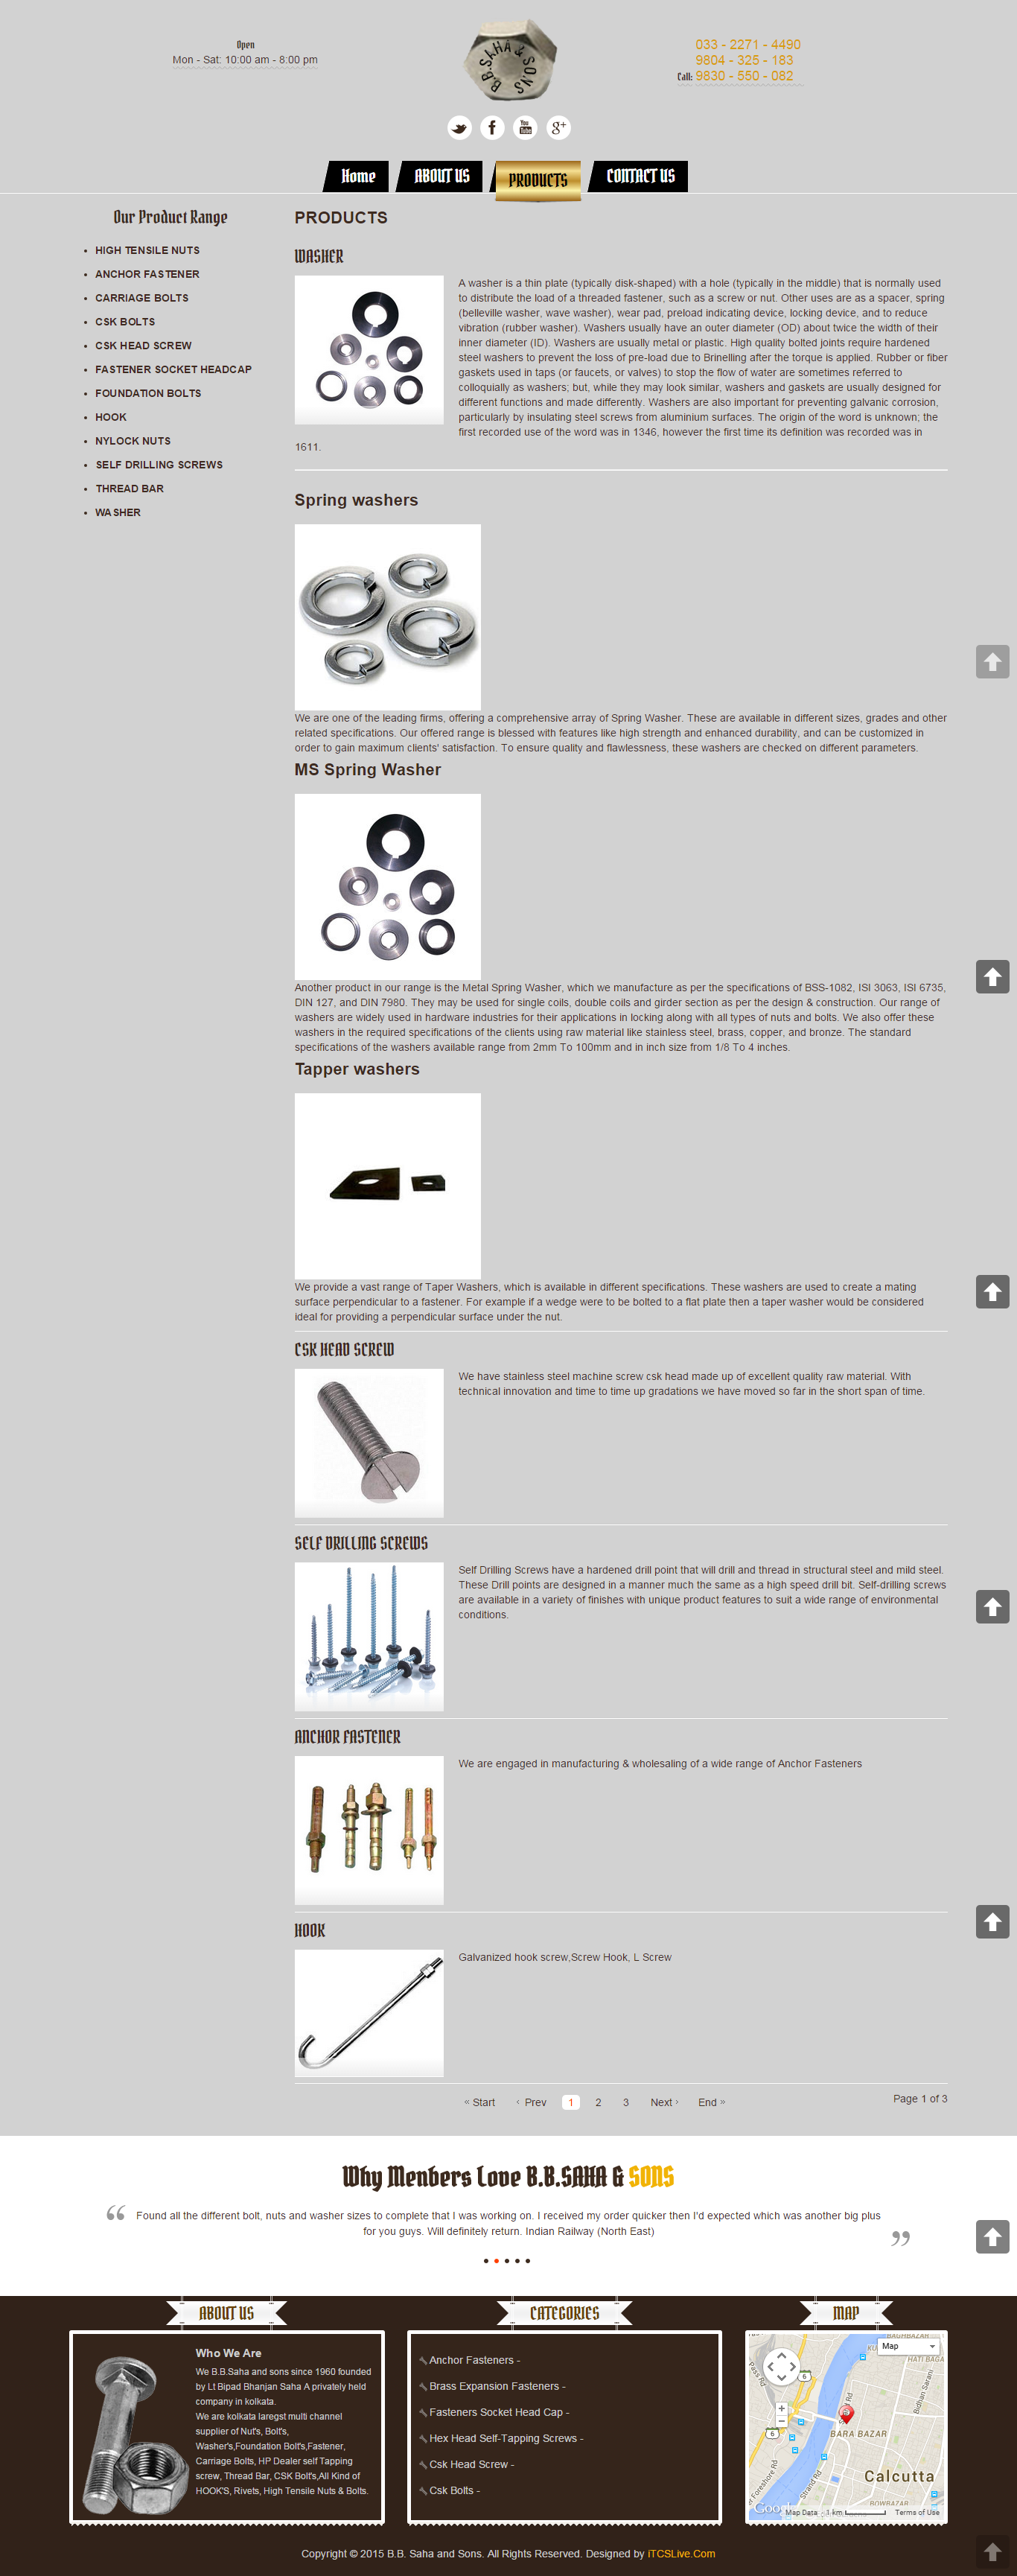 Open
Mon - Sat: 10:00 am - 8:00 pm
B.B. SAHA & SONS
033 - 2271 - 4490
9804 - 325 - 183
Call: 9830 - 550 - 082
You Tube
g+
Home
ABOUT US
PRODUCTS
CONTACT US
Our Product Range
HIGH TENSILE NUTS
ANCHOR FASTENER
CARRIAGE BOLTS
CSK BOLTS
CSK HEAD SCREW
FASTENER SOCKET HEADCAP
FOUNDATION BOLTS
HOOK
NYLOCK NUTS
SELF DRILLING SCREWS
THREAD BAR
WASHER
PRODUCTS
WASHER
A washer is a thin plate (typically disk-shaped) with a hole (typically in the middle) that is normally used
to distribute the load of a threaded fastener, such as a screw or nut. Other uses are as a spacer, spring
(belleville washer, wave washer), wear pad, preload indicating device, locking device, and to reduce
vibration (rubber washer). Washers usually have an outer diameter (OD) about twice the width of their
inner diameter (ID). Washers are usually metal or plastic. High quality bolted joints require hardened
steel washers to prevent the loss of pre-load due to Brinelling after the torque is applied. Rubber or fiber
gaskets used in taps (or faucets, or valves) to stop the flow of water are sometimes referred to
colloquially as washers; but, while they may look similar, washers and gaskets are usually designed for
different functions and made differently. Washers are also important for preventing galvanic corrosion,
particularly by insulating steel screws from aluminium surfaces. The origin of the word is unknown; the
first recorded use of the word was in 1346, however the first time its definition was recorded was in
1611.
Spring washers
We are one of the leading firms, offering a comprehensive array of Spring Washer. These are available in different sizes, grades and other
related specifications. Our offered range is blessed with features like high strength and enhanced durability, and can be customized in
order to gain maximum clients' satisfaction. To ensure quality and flawlessness, these washers are checked on different parameters.
MS Spring Washer
Another product in our range is the Metal Spring Washer, which we manufacture as per the specifications of BSS-1082, ISI 3063, ISI 6735,
DIN 127, and DIN 7980. They may be used for single coils, double coils and girder section as per the design & construction. Our range of
washers are widely used in hardware industries for their applications in locking along with all types of nuts and bolts. We also offer these
washers in the required specifications of the clients using raw material like stainless steel, brass, copper, and bronze. The standard
specifications of the washers available range from 2mm To 100mm and in inch size from 1/8 To 4 inches.
Tapper washers
We provide a vast range of Taper Washers, which is available in different specifications. These washers are used to create a mating
surface perpendicular to a fastener. For example if a wedge were to be bolted to a flat plate then a taper washer would be considered
ideal for providing a perpendicular surface under the nut.
CSK HEAD SCREW
We have stainless steel machine screw csk head made up of excellent quality raw material. With
technical innovation and time to time up gradations we have moved so far in the short span of time.
SELF DRILLING SCREWS
Self Drilling Screws have a hardened drill point that will drill and thread in structural steel and mild steel.
These Drill points are designed in a manner much the same as a high speed drill bit. Self-drilling screws
are available in a variety of finishes with unique product features to suit a wide range of environmental
conditions.
ANCHOR FASTENER
We are engaged in manufacturing & wholesaling of a wide range of Anchor Fasteners
HOOK
Galvanized hook screw,Screw Hook, L Screw
« Start ‹ Prev 1 2 3 Next › End »
Page 1 of 3
Why Menbers Love B.B.SAHA & SONS
“ Found all the different bolt, nuts and washer sizes to complete that I was working on. I received my order quicker then I'd expected which was another big plus
for you guys. Will definitely return. Indian Railway (North East) ”
ABOUT US
Who We Are
We B.B.Saha and sons since 1960 founded
by Lt Bipad Bhanjan Saha A privately held
company in kolkata.
We are kolkata laregst multi channel
supplier of Nut's, Bolt's,
Washer's,Foundation Bolt's,Fastener,
Carriage Bolts, HP Dealer self Tapping
screw, Thread Bar, CSK Bolt's,All Kind of
HOOK'S, Rivets, High Tensile Nuts & Bolts.
CATEGORIES
Anchor Fasteners -
Brass Expansion Fasteners -
Fasteners Socket Head Cap -
Hex Head Self-Tapping Screws -
Csk Head Screw -
Csk Bolts -
MAP
Map
HATI BAGA
Bidhan Sarani
6
BARA BAZAR
6
Strand Rd
Calcutta
BOWBAZAR
Map Data 1 km Terms of Use
Copyright © 2015 B.B. Saha and Sons. All Rights Reserved. Designed by iTCSLive.Com